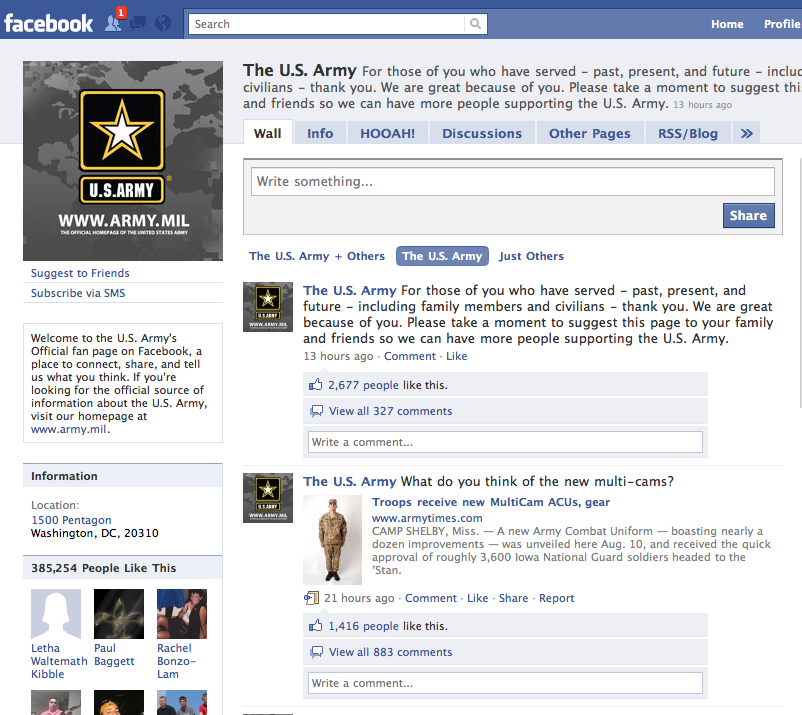 facebook
1
Search
Home Profile
The U.S. Army For those of you who have served – past, present, and future – includ
civilians – thank you. We are great because of you. Please take a moment to suggest thi
and friends so we can have more people supporting the U.S. Army. 13 hours ago
Wall Info HOOAH! Discussions Other Pages RSS/Blog »
Write something...
Share
The U.S. Army + Others The U.S. Army Just Others
U.S.ARMY
WWW.ARMY.MIL
THE OFFICIAL HOMEPAGE OF THE UNITED STATES ARMY
Suggest to Friends
Subscribe via SMS
Welcome to the U.S. Army's
Official fan page on Facebook, a
place to connect, share, and tell
us what you think. If you're
looking for the official source of
information about the U.S. Army,
visit our homepage at
www.army.mil.
Information
Location:
1500 Pentagon
Washington, DC, 20310
385,254 People Like This
Letha
Waltemath
Kibble
Paul
Baggett
Rachel
Bonzo-
Lam
U.S.ARMY
WWW.ARMY.MIL
The U.S. Army For those of you who have served – past, present, and
future – including family members and civilians – thank you. We are great
because of you. Please take a moment to suggest this page to your family
and friends so we can have more people supporting the U.S. Army.
13 hours ago · Comment · Like
2,677 people like this.
View all 327 comments
Write a comment...
U.S.ARMY
WWW.ARMY.MIL
The U.S. Army What do you think of the new multi-cams?
Troops receive new MultiCam ACUs, gear
www.armytimes.com
CAMP SHELBY, Miss. — A new Army Combat Uniform — boasting nearly a
dozen improvements — was unveiled here Aug. 10, and received the quick
approval of roughly 3,600 Iowa National Guard soldiers headed to the
'Stan.
21 hours ago · Comment · Like · Share · Report
1,416 people like this.
View all 883 comments
Write a comment...